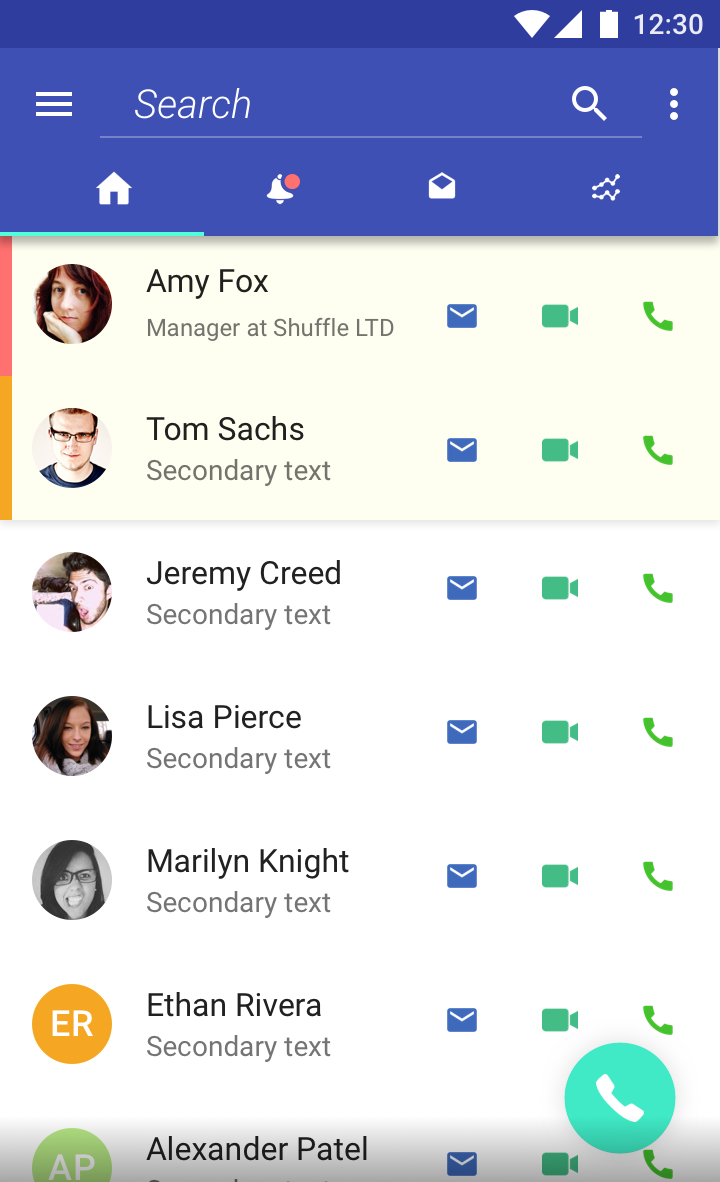 12:30
Search
Amy Fox
Manager at Shuffle LTD
Tom Sachs
Secondary text
Jeremy Creed
Secondary text
Lisa Pierce
Secondary text
Marilyn Knight
Secondary text
ER
Ethan Rivera
Secondary text
AP
Alexander Patel